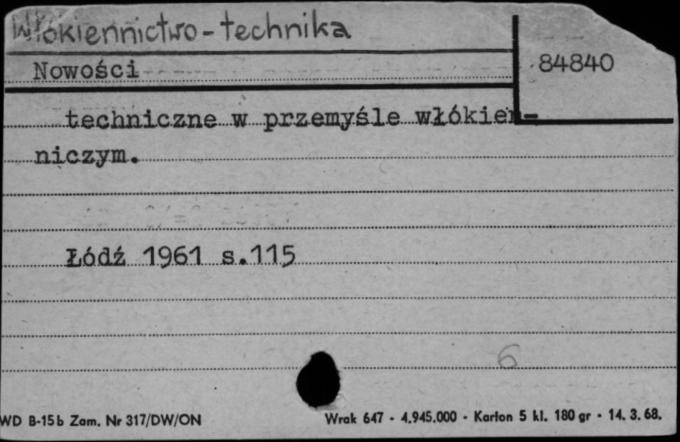 Włókiennictwo - technika
Nowości
84840
techniczne w przemyśle włókien-
niczym.
Łódź 1961 s.115
6
WD B-15b Zam. Nr 317/DW/ON
Wrak 647 - 4.945.000 - Karton 5 kl. 180 gr - 14. 3. 68.